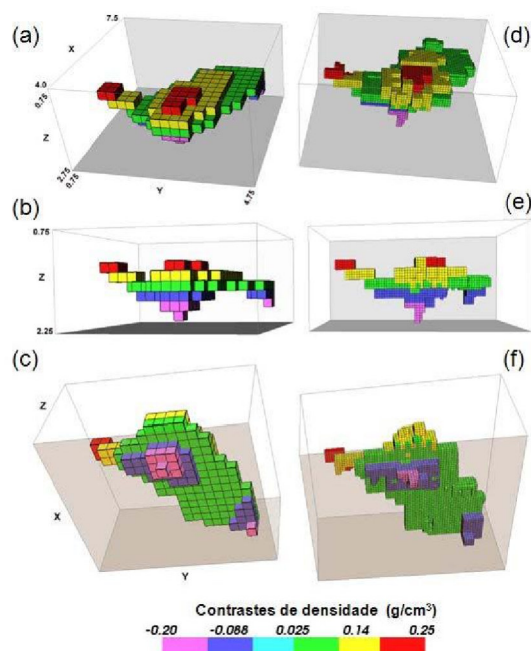 (a)
X
7.5
4.0
0.75
Z
2.75
0.75
Y
4.75
(d)
(b)
0.75
Z
2.25
(e)
(c)
Z
X
Y
(f)
Contrastes de densidade (g/cm³)
-0.20 -0.088 0.025 0.14 0.25